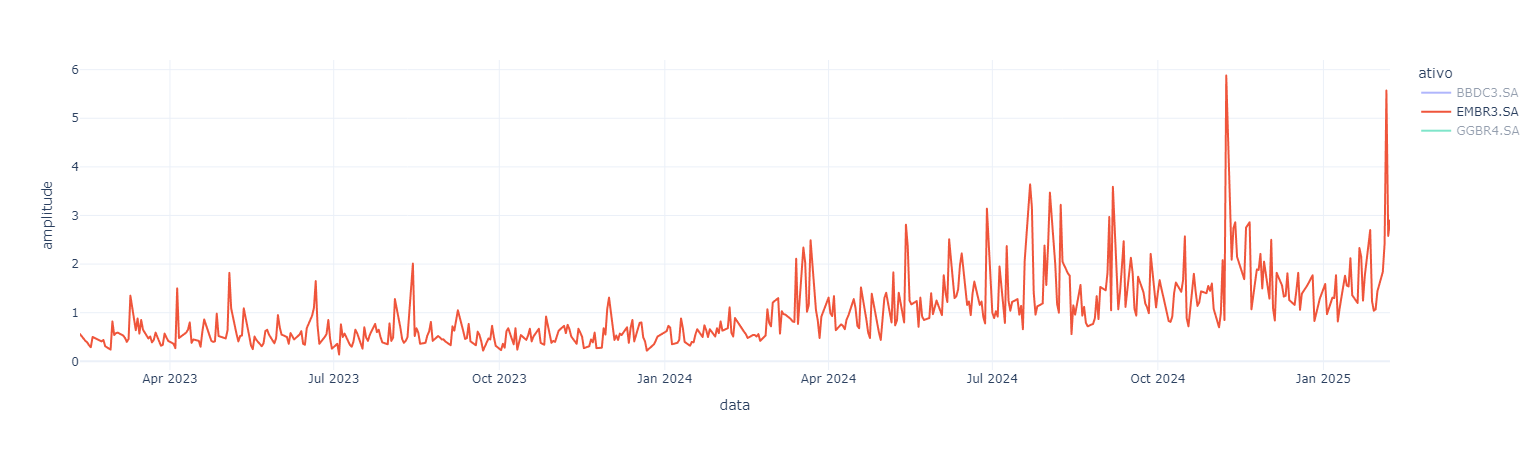 6
5
4
3
2
1
0
amplitude
Apr 2023
Jul 2023
Oct 2023
Jan 2024
Apr 2024
Jul 2024
Oct 2024
Jan 2025
data
ativo
BBDC3.SA
EMBR3.SA
GGBR4.SA